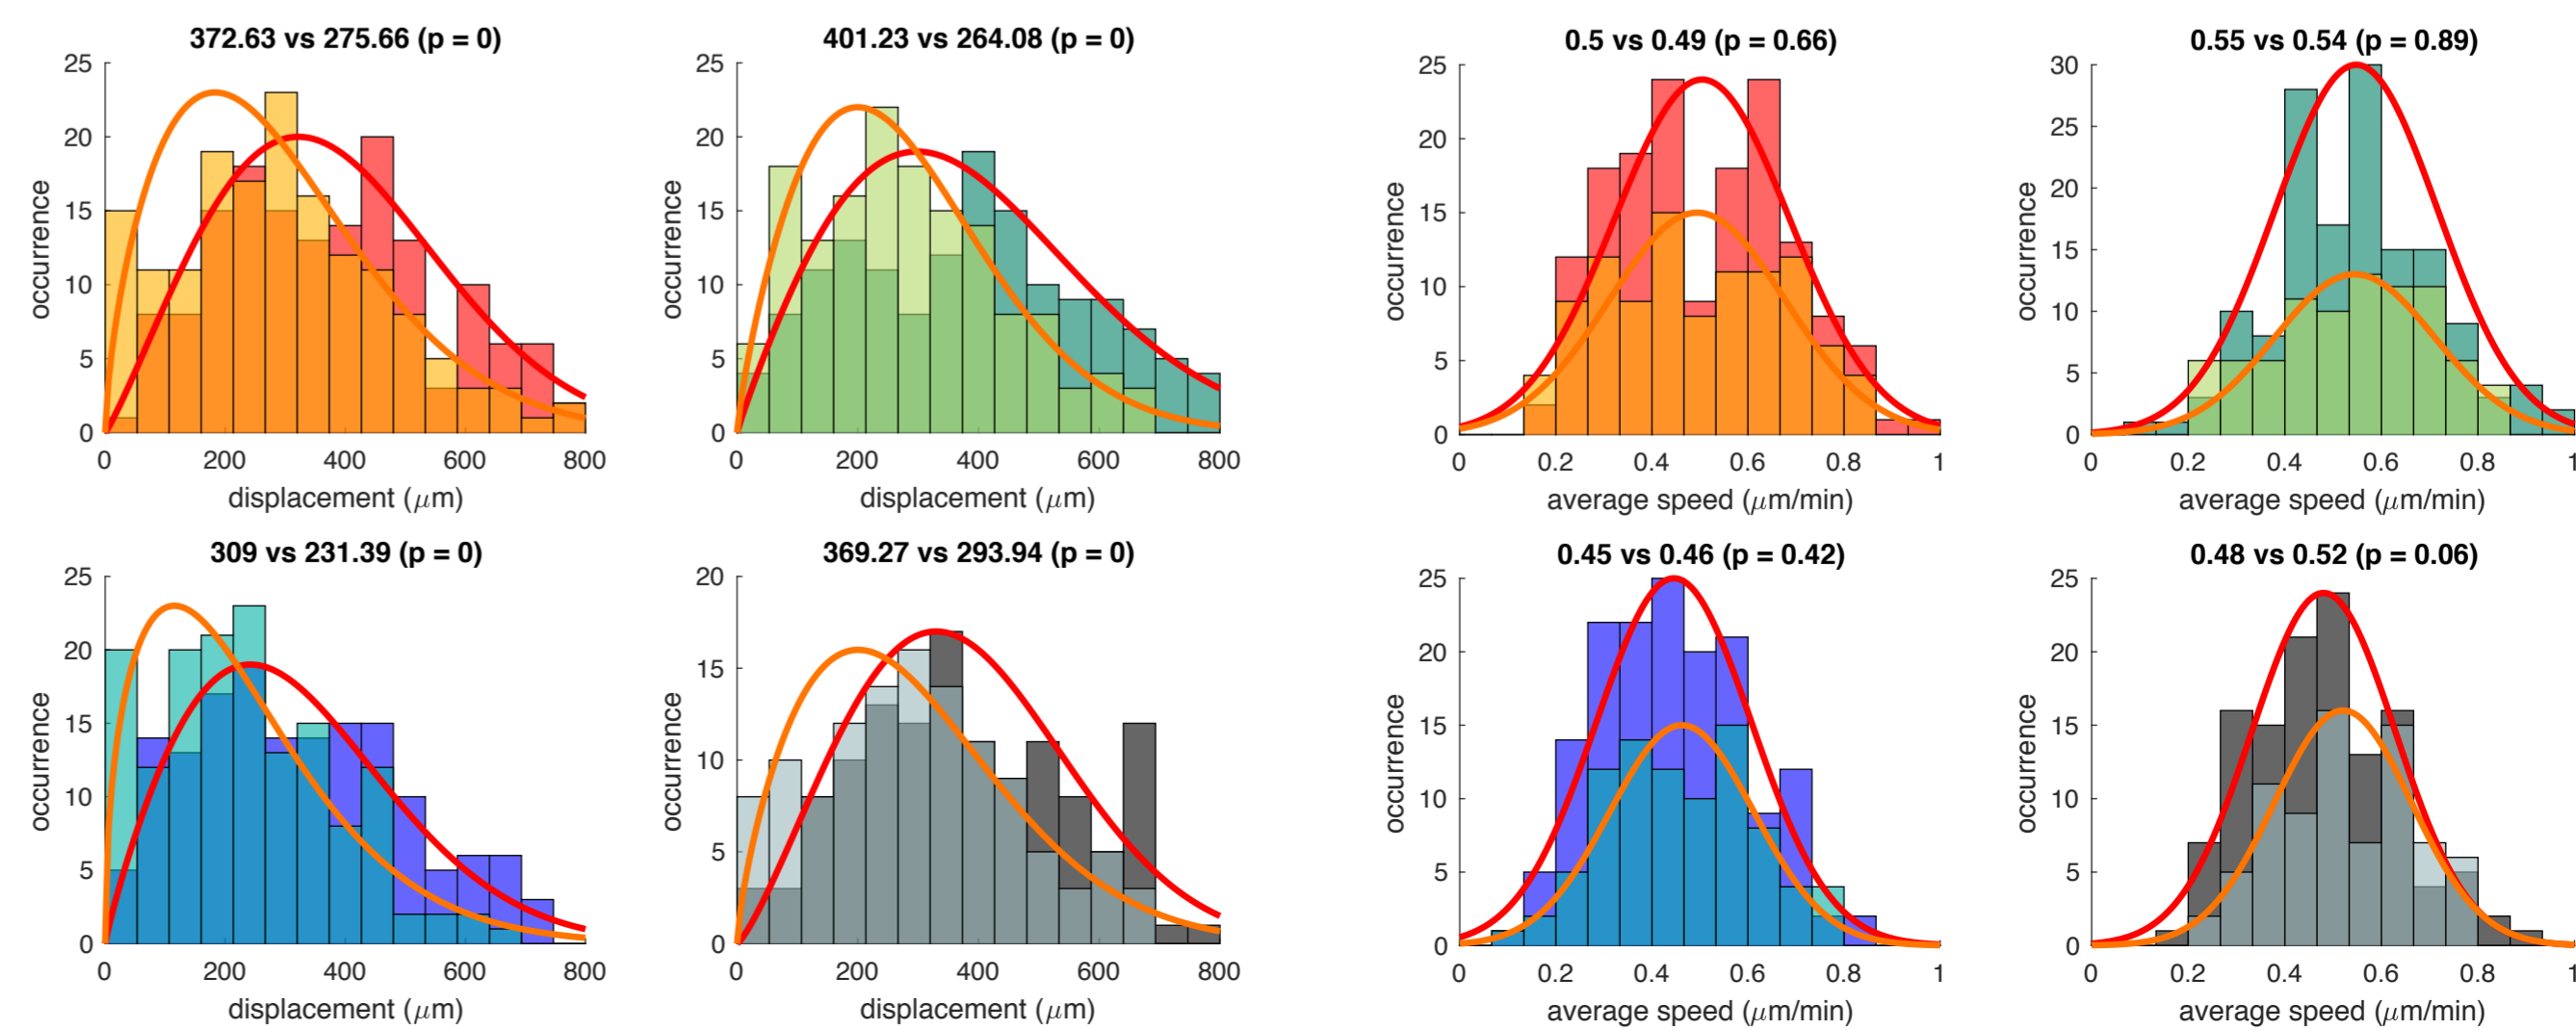 372.63 vs 275.66 (p = 0)
25
20
15
10
5
0
occurrence
0 200 400 600 800
displacement (μm)
401.23 vs 264.08 (p = 0)
25
20
15
10
5
0
occurrence
0 200 400 600 800
displacement (μm)
0.5 vs 0.49 (p = 0.66)
25
20
15
10
5
0
occurrence
0 0.2 0.4 0.6 0.8 1
average speed (μm/min)
0.55 vs 0.54 (p = 0.89)
30
25
20
15
10
5
0
occurrence
0 0.2 0.4 0.6 0.8 1
average speed (μm/min)
309 vs 231.39 (p = 0)
25
20
15
10
5
0
occurrence
0 200 400 600 800
displacement (μm)
369.27 vs 293.94 (p = 0)
20
15
10
5
0
occurrence
0 200 400 600 800
displacement (μm)
0.45 vs 0.46 (p = 0.42)
25
20
15
10
5
0
occurrence
0 0.2 0.4 0.6 0.8 1
average speed (μm/min)
0.48 vs 0.52 (p = 0.06)
25
20
15
10
5
0
occurrence
0 0.2 0.4 0.6 0.8 1
average speed (μm/min)